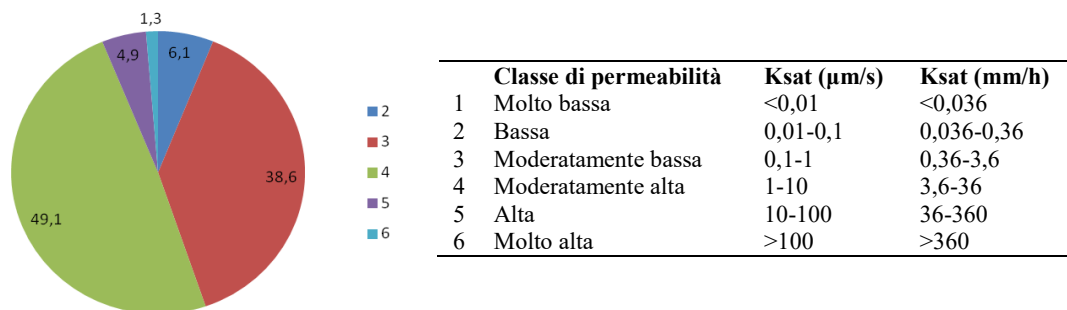 1,3
4,9
6,1
38,6
49,1
2
3
4
5
6
Classe di permeabilità Ksat (µm/s) Ksat (mm/h)
1 Molto bassa <0,01 <0,036
2 Bassa 0,01-0,1 0,036-0,36
3 Moderatamente bassa 0,1-1 0,36-3,6
4 Moderatamente alta 1-10 3,6-36
5 Alta 10-100 36-360
6 Molto alta >100 >360